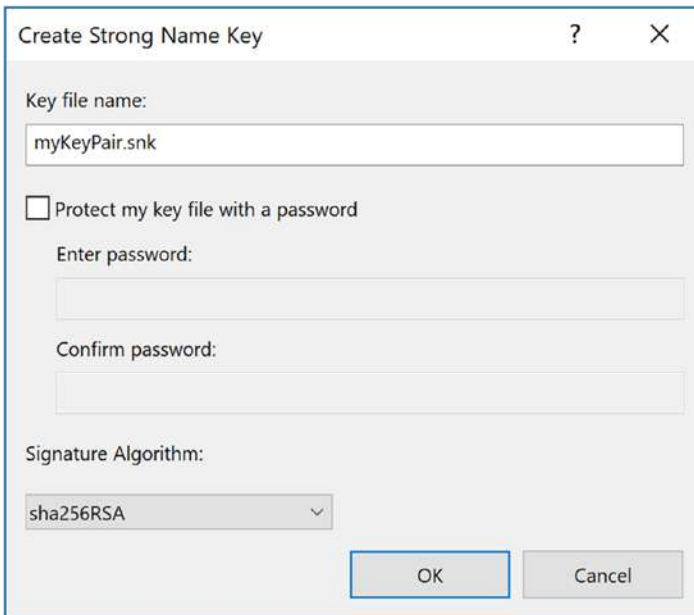 Create Strong Name Key ?
Key file name:
myKeyPair.snk
Protect my key file with a password
Enter password:
Confirm password:
Signature Algorithm:
sha256RSA
OK Cancel